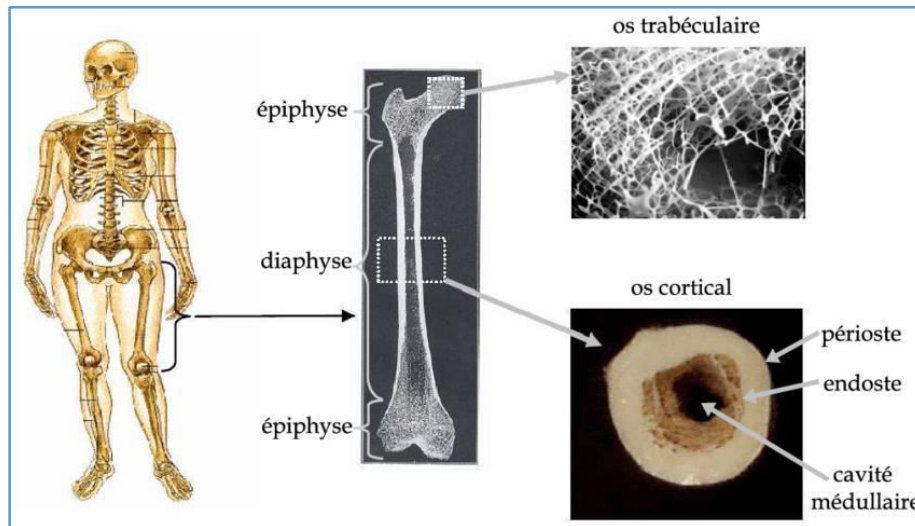 os trabéculaire
épiphyse
diaphyse
os cortical
périoste
endoste
épiphyse
cavité
médullaire